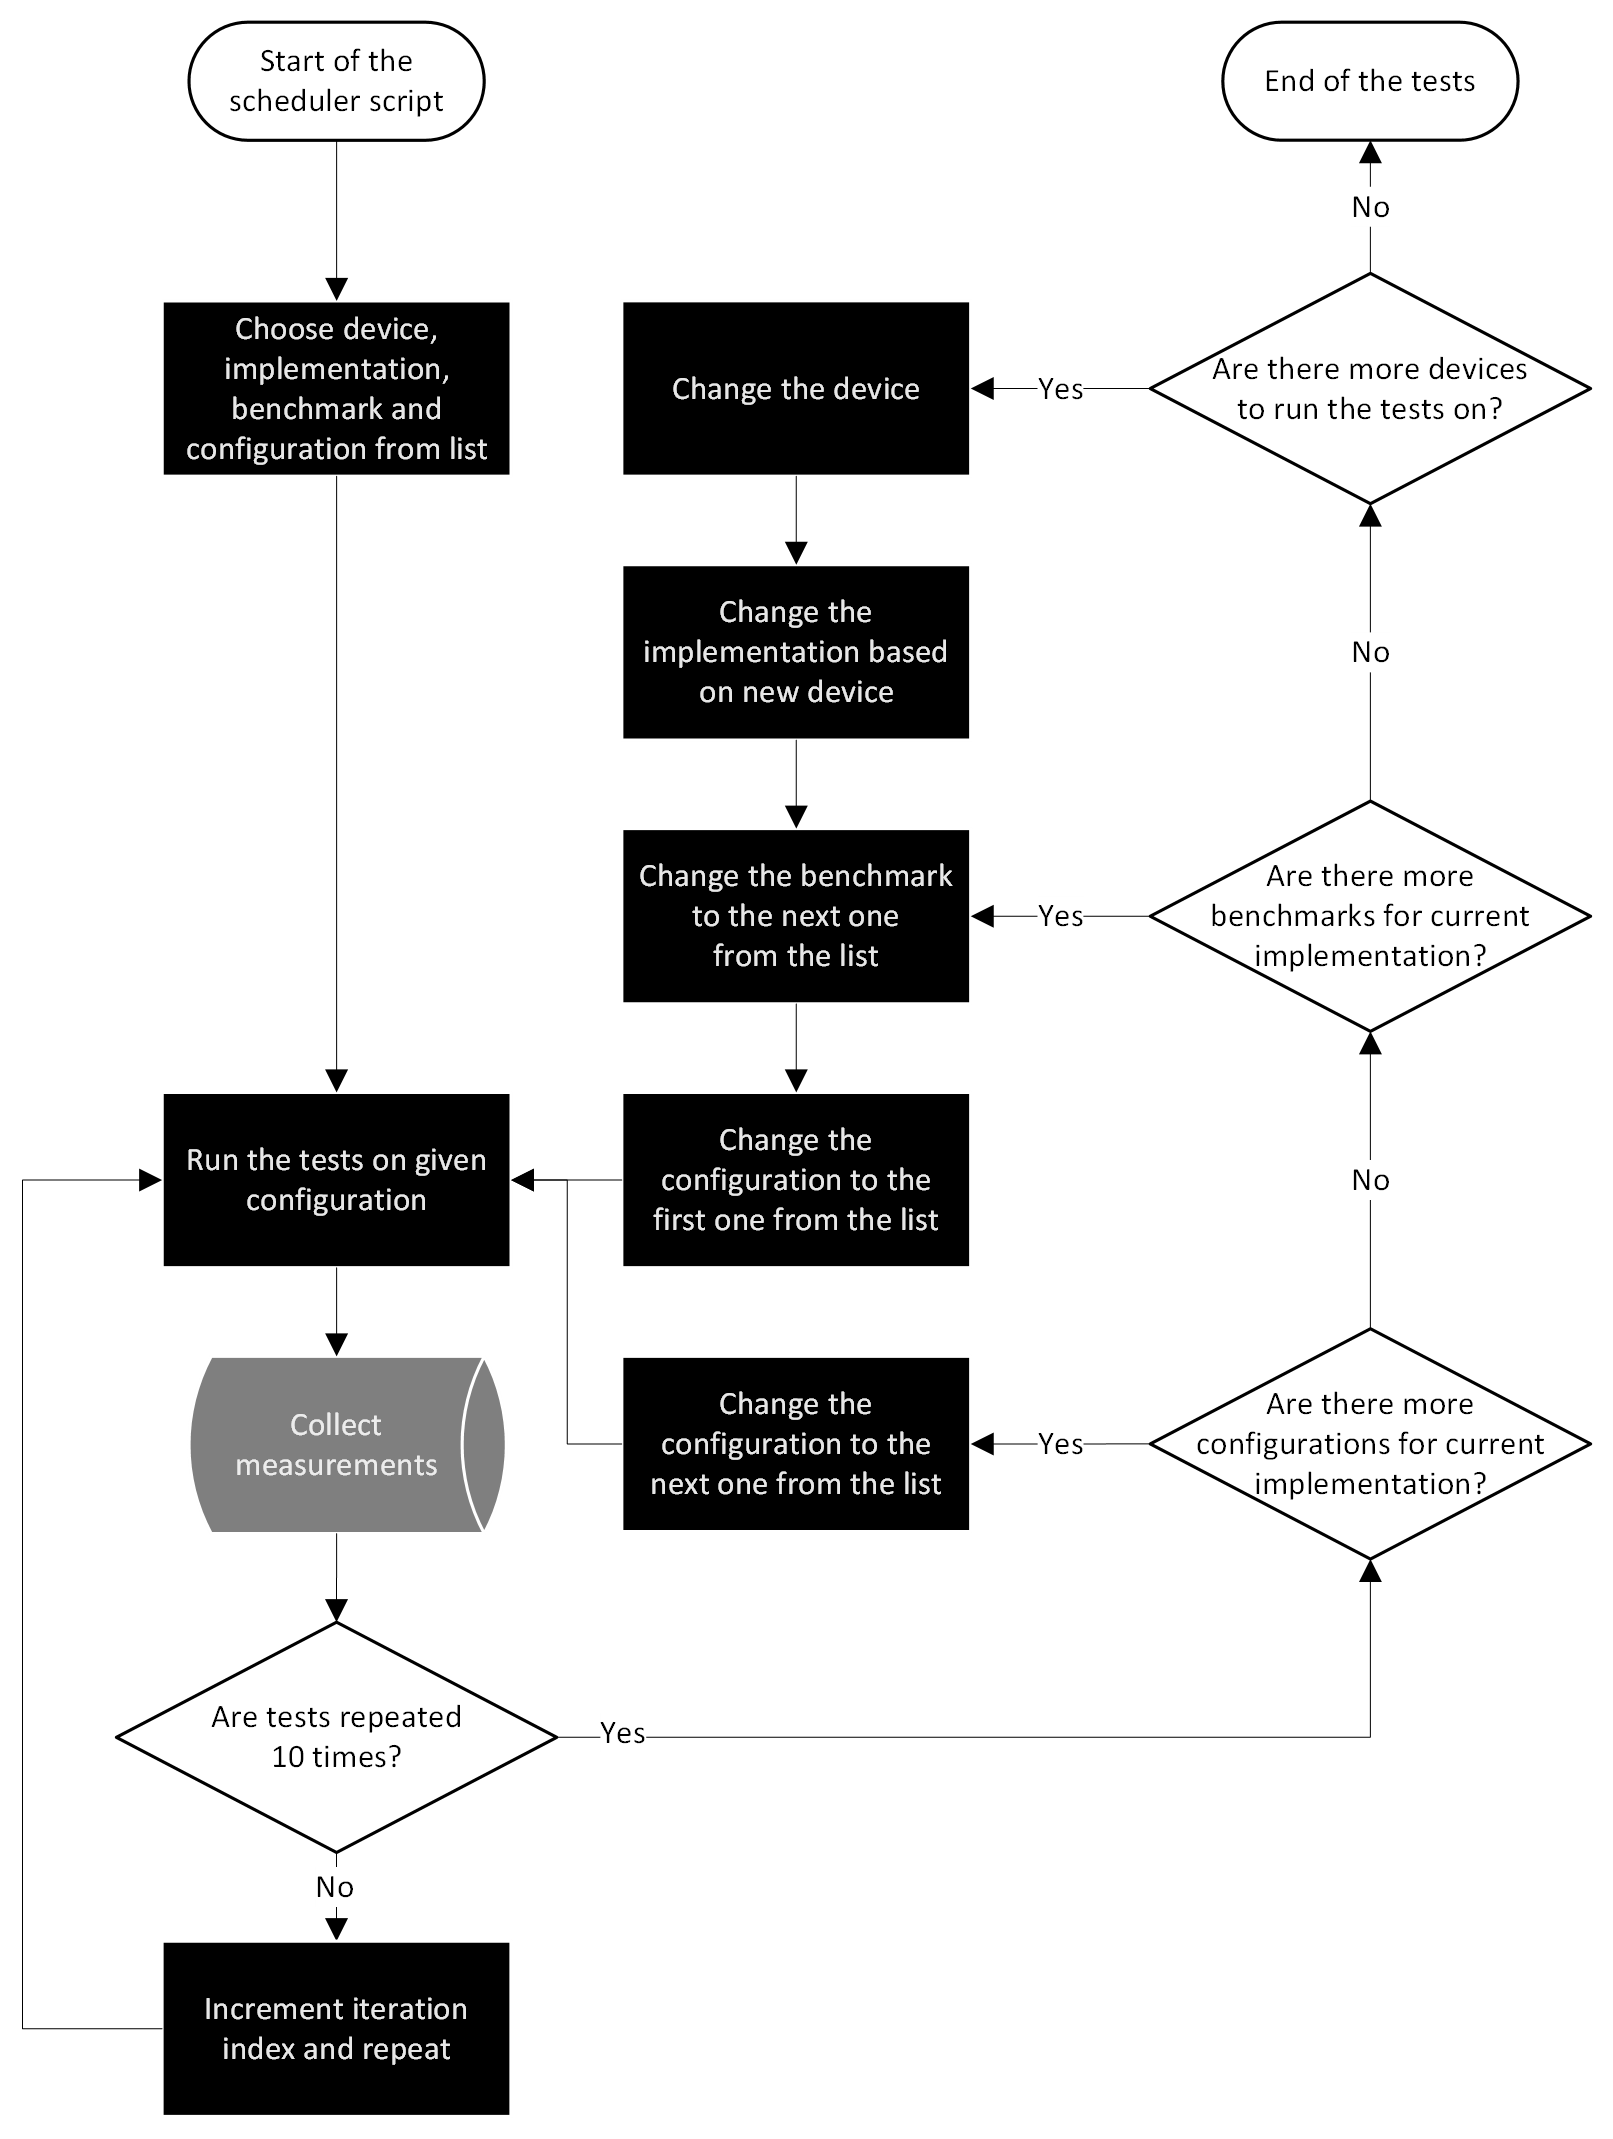 Start of the
scheduler script
End of the tests
No
Choose device,
implementation,
benchmark and
configuration from list
Change the device
Yes
Are there more devices
to run the tests on?
Change the
implementation based
on new device
No
Change the benchmark
to the next one
from the list
Yes
Are there more
benchmarks for current
implementation?
Run the tests on given
configuration
Change the
configuration to the
first one from the list
No
Collect
measurements
Change the
configuration to the
next one from the list
Yes
Are there more
configurations for current
implementation?
Are tests repeated
10 times?
Yes
No
Increment iteration
index and repeat